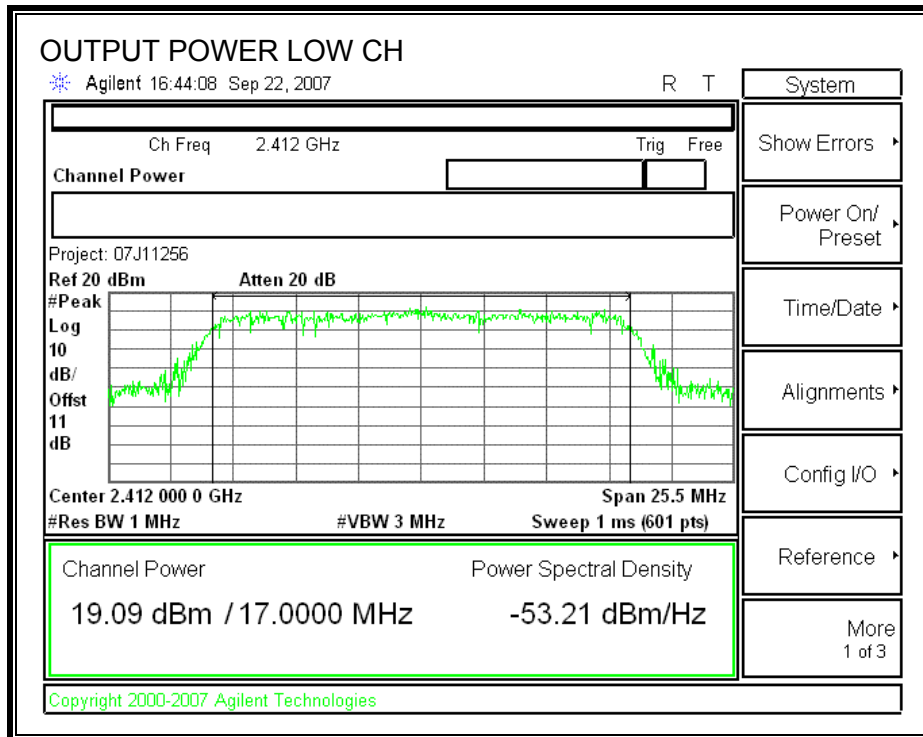 OUTPUT POWER LOW CH
Agilent 16:44:08 Sep 22, 2007 R T
System
Ch Freq 2.412 GHz Trig Free
Channel Power
Show Errors
Power On/
Preset
Project: 07J11256
Ref 20 dBm Atten 20 dB
#Peak
Log
10
dB/
Offst
11
dB
Time/Date
Alignments
Center 2.412 000 0 GHz Span 25.5 MHz
#Res BW 1 MHz #VBW 3 MHz Sweep 1 ms (601 pts)
Config I/O
Channel Power Power Spectral Density
19.09 dBm / 17.0000 MHz -53.21 dBm/Hz
Reference
More
1 of 3
Copyright 2000-2007 Agilent Technologies